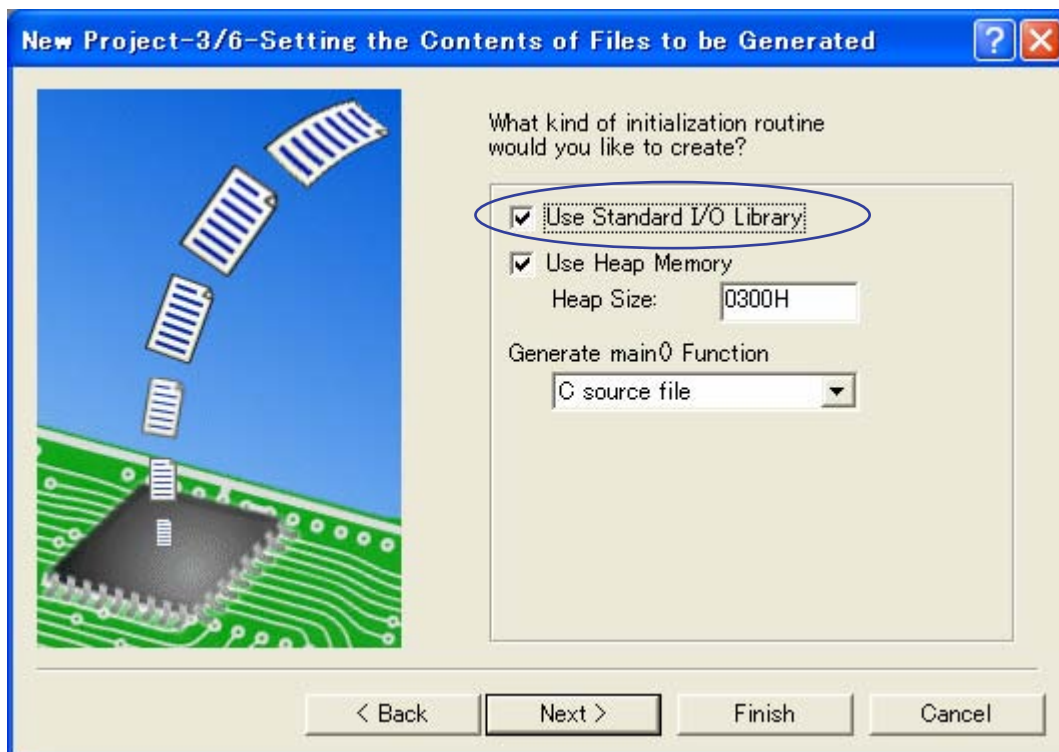 New Project-3/6-Setting the Contents of Files to be Generated
What kind of initialization routine
would you like to create?
Use Standard I/O Library
Use Heap Memory
Heap Size: 0300H
Generate main() Function
C source file
< Back Next > Finish Cancel